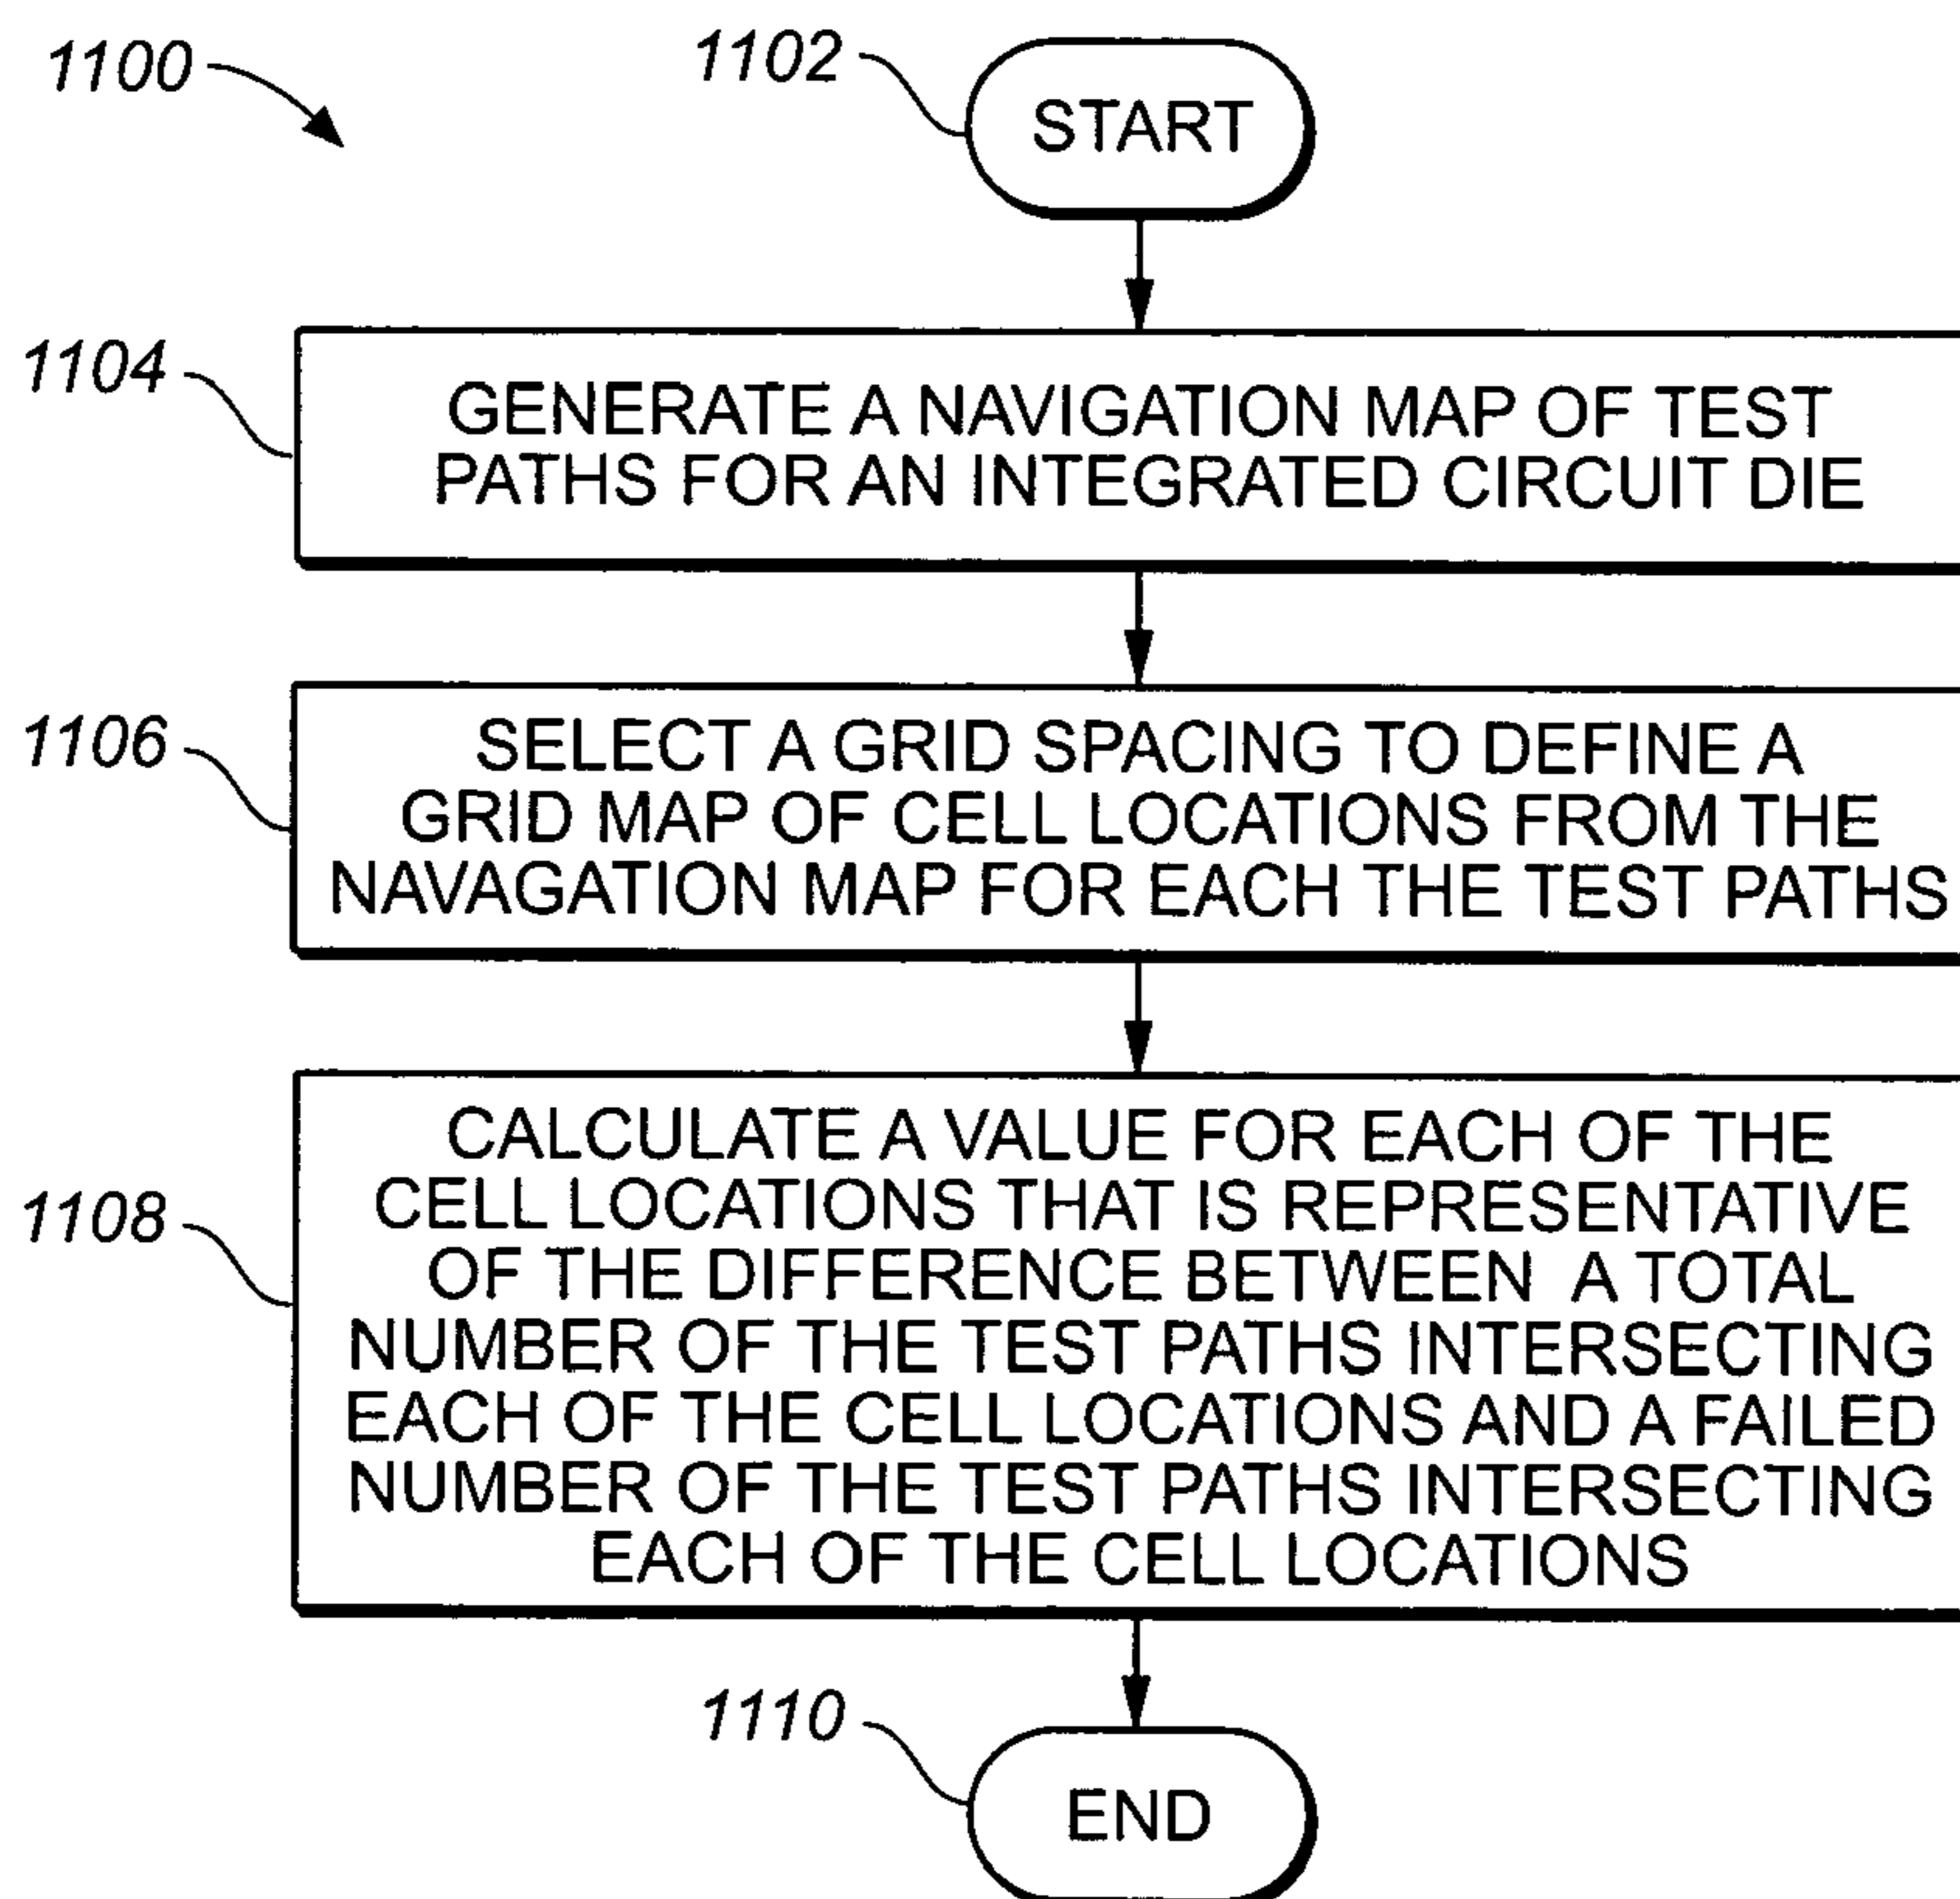 1100
1102
START
1104
GENERATE A NAVIGATION MAP OF TEST
PATHS FOR AN INTEGRATED CIRCUIT DIE
1106
SELECT A GRID SPACING TO DEFINE A
GRID MAP OF CELL LOCATIONS FROM THE
NAVAGATION MAP FOR EACH THE TEST PATHS
1108
CALCULATE A VALUE FOR EACH OF THE
CELL LOCATIONS THAT IS REPRESENTATIVE
OF THE DIFFERENCE BETWEEN A TOTAL
NUMBER OF THE TEST PATHS INTERSECTING
EACH OF THE CELL LOCATIONS AND A FAILED
NUMBER OF THE TEST PATHS INTERSECTING
EACH OF THE CELL LOCATIONS
1110
END